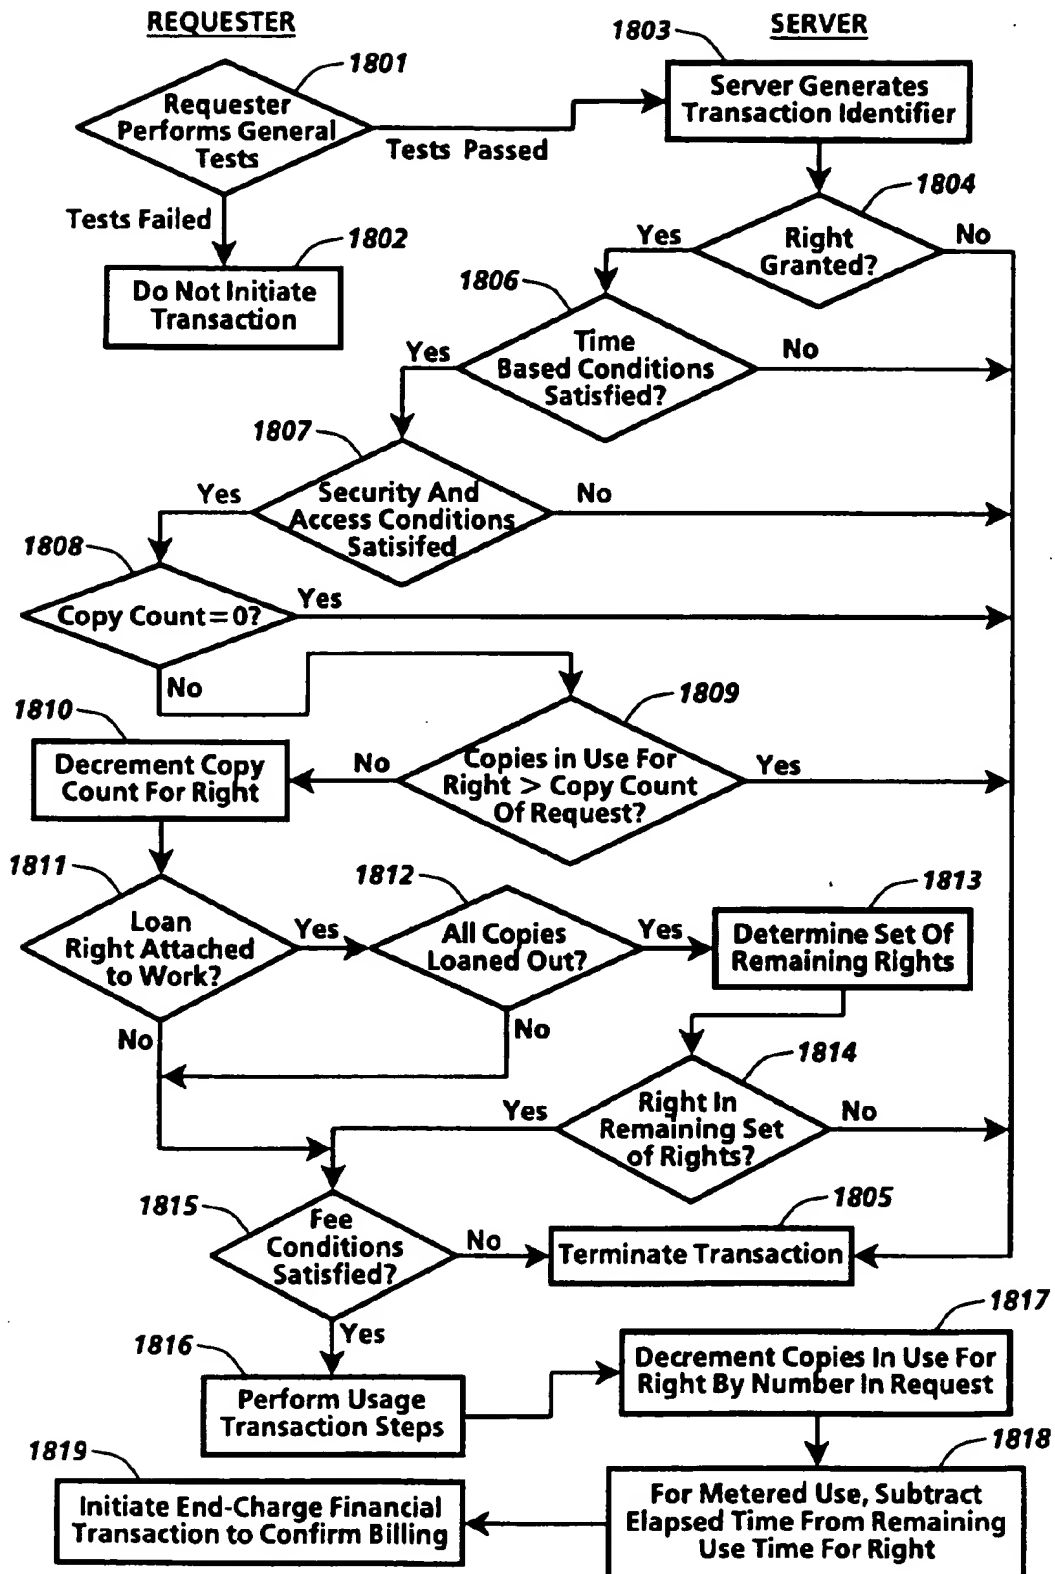 REQUESTER
SERVER
1801
1803
Requester
Performs General
Tests
Tests Passed
Server Generates
Transaction Identifier
Tests Failed
1802
Do Not Initiate
Transaction
1804
Right
Granted?
Yes
No
1806
Time
Based Conditions
Satisfied?
Yes
No
1807
Security And
Access Conditions
Satisifed
Yes
No
1808
Copy Count = 0?
Yes
No
1809
Copies in Use For
Right > Copy Count
Of Request?
No
Yes
1810
Decrement Copy
Count For Right
1811
Loan
Right Attached
to Work?
Yes
No
1812
All Copies
Loaned Out?
Yes
No
1813
Determine Set Of
Remaining Rights
1814
Right In
Remaining Set
of Rights?
Yes
No
1815
Fee
Conditions
Satisfied?
No
Yes
1805
Terminate Transaction
1816
Perform Usage
Transaction Steps
1817
Decrement Copies In Use For
Right By Number In Request
1818
For Metered Use, Subtract
Elapsed Time From Remaining
Use Time For Right
1819
Initiate End-Charge Financial
Transaction to Confirm Billing